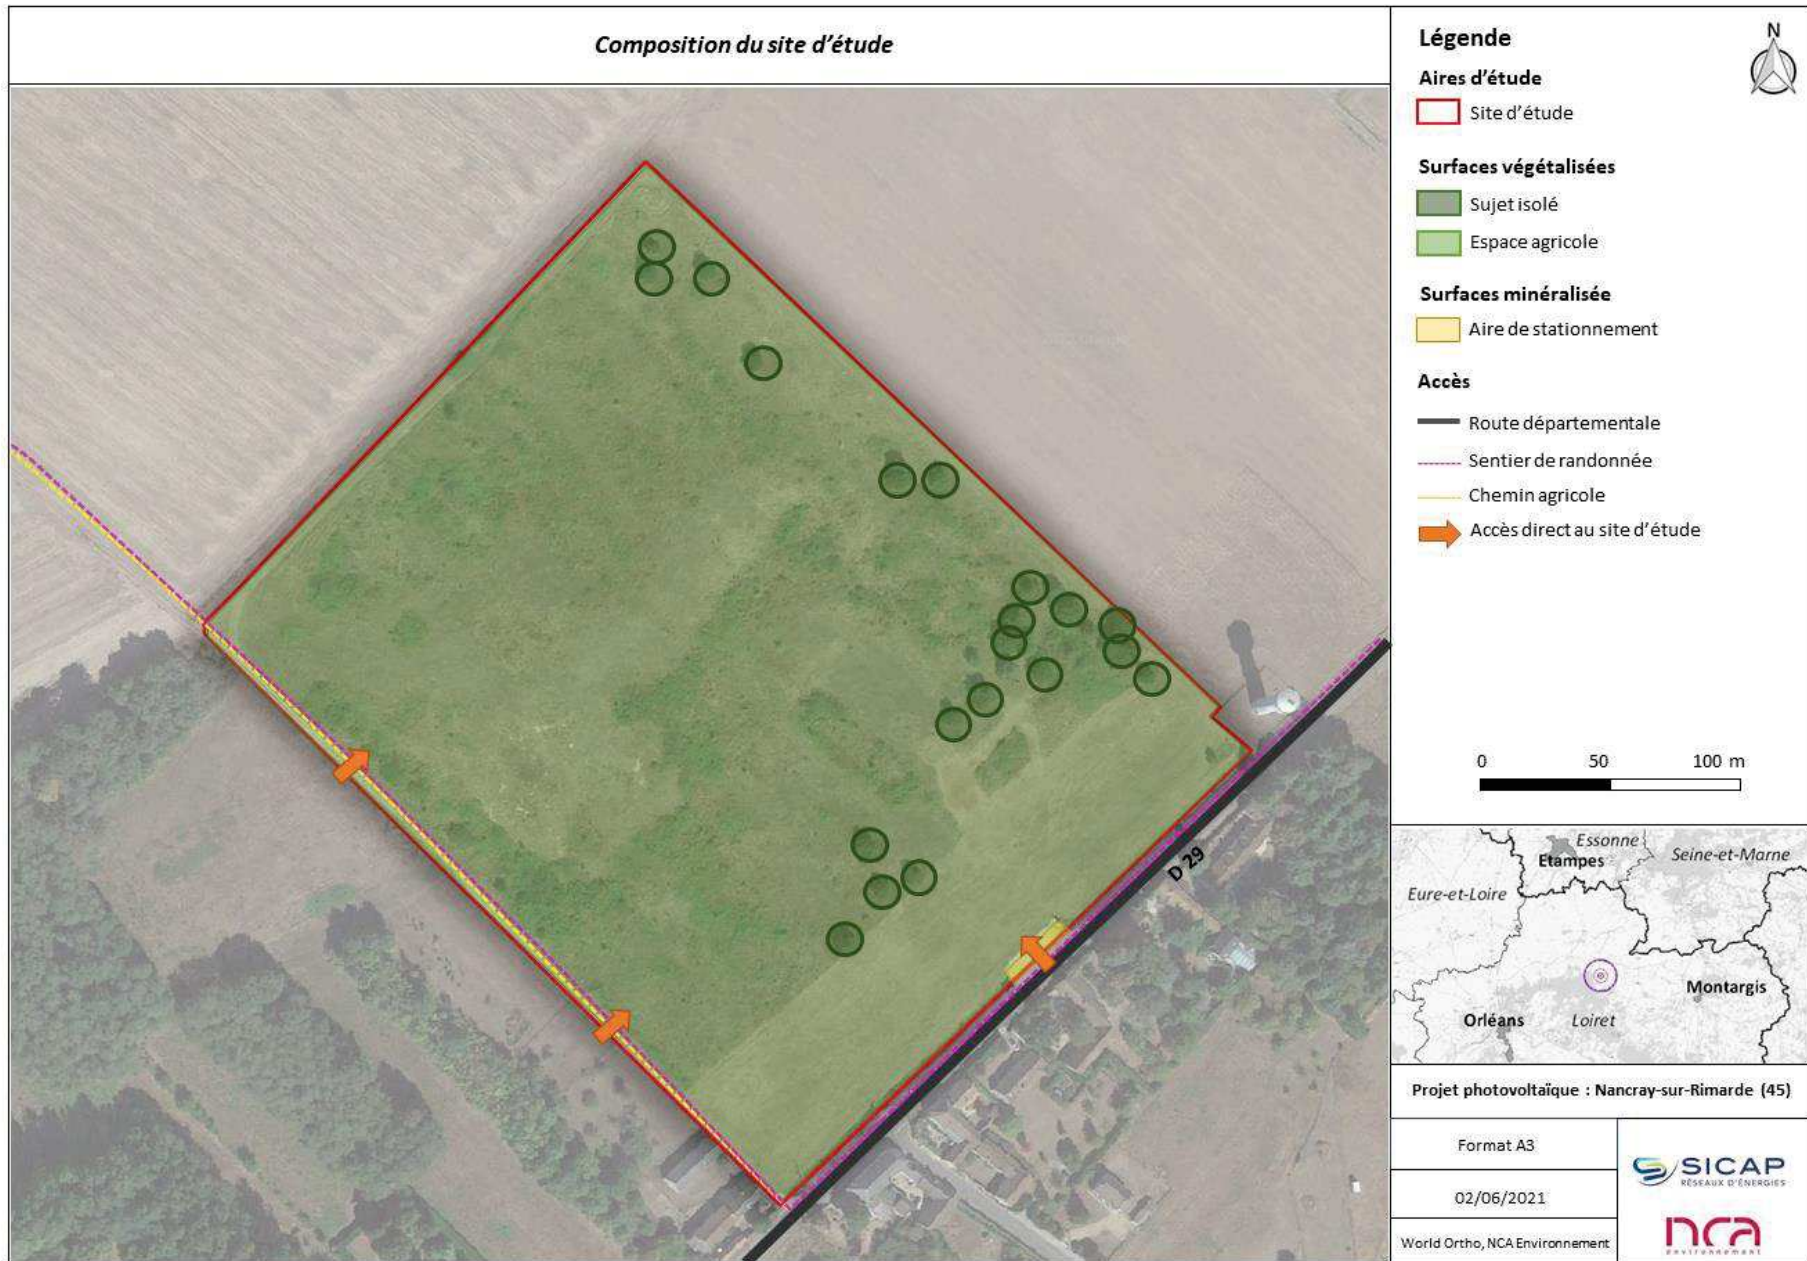 Composition du site d'étude
Légende
N
Aires d'étude
Site d'étude
Surfaces végétalisées
Sujet isolé
Espace agricole
Surfaces minéralisée
Aire de stationnement
Accès
Route départementale
Sentier de randonnée
Chemin agricole
Accès direct au site d'étude
D 29
0 50 100 m
Essonne
Etampes
Seine-et-Marne
Eure-et-Loire
Montargis
Orléans
Loiret
Projet photovoltaïque : Nancray-sur-Rimarde (45)
Format A3
02/06/2021
World Ortho, NCA Environnement
SICAP
RÉSEAUX D'ÉNERGIES
nca
environnement